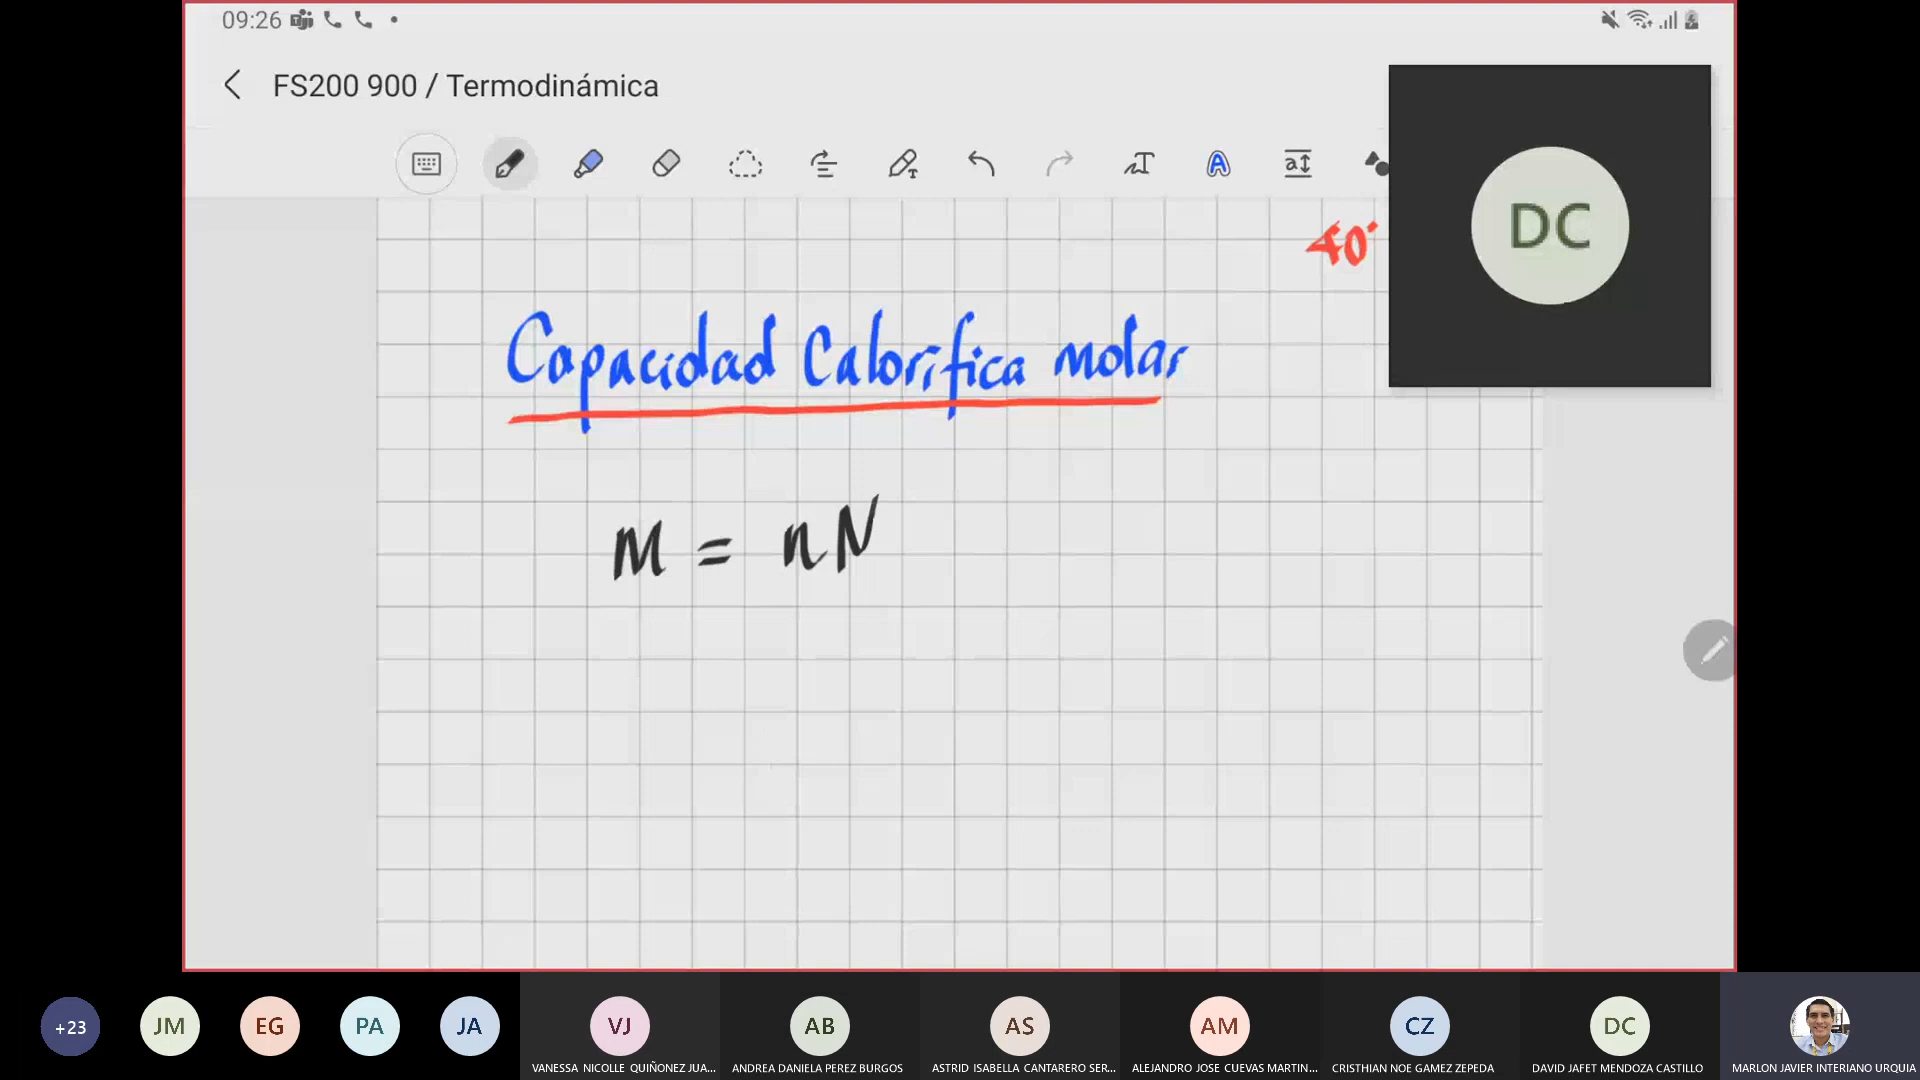 09:26
FS200 900 / Termodinámica
T
A
a
40°
DC
Capacidad Calorífica molar
M = nN
+23
JM
EG
PA
JA
VJ
AB
AS
AM
CZ
DC
VANESSA NICOLLE QUIÑONEZ JUA...
ANDREA DANIELA PEREZ BURGOS
ASTRID ISABELLA CANTARERO SER...
ALEJANDRO JOSE CUEVAS MARTIN...
CRISTHIAN NOE GAMEZ ZEPEDA
DAVID JAFET MENDOZA CASTILLO
MARLON JAVIER INTERIANO URQUIA